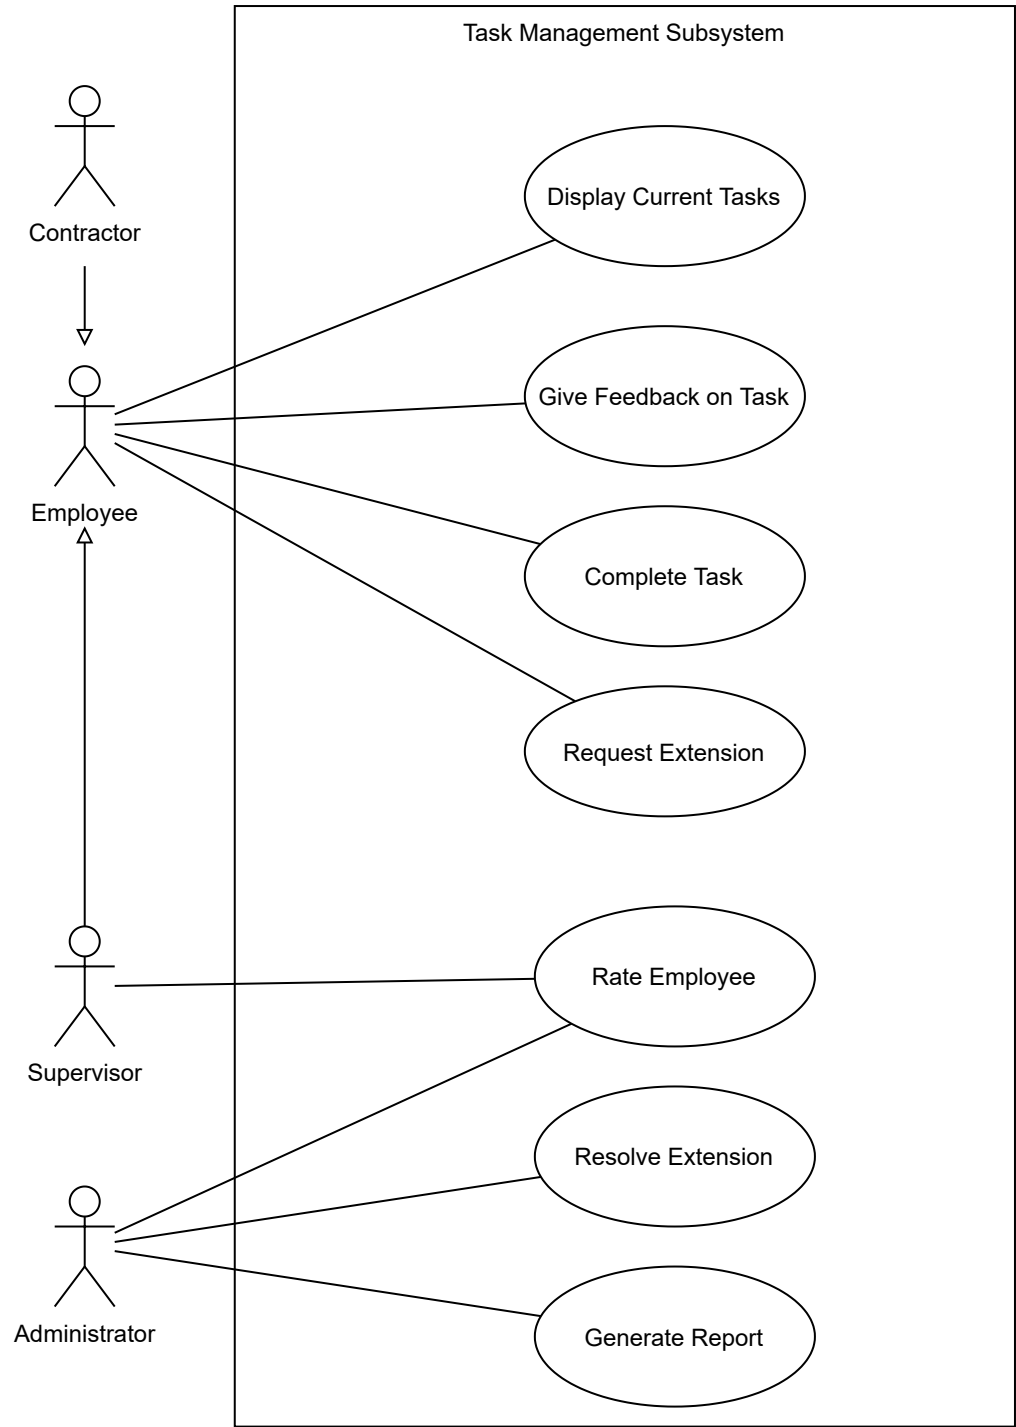 Task Management Subsystem
Contractor
Employee
Supervisor
Administrator
Display Current Tasks
Give Feedback on Task
Complete Task
Request Extension
Rate Employee
Resolve Extension
Generate Report